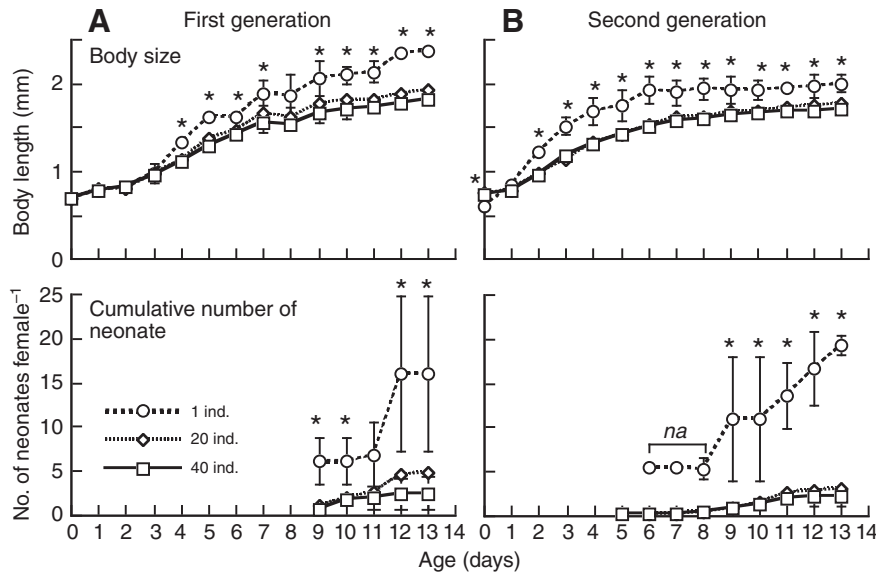 A First generation
B Second generation
Body size
* * * * * * * * *
* * * * * * * * * * * * *
Body length (mm)
2
1
0
Cumulative number of
neonate
* * * *
* * * * *
na
No. of neonates female⁻¹
25
20
15
10
5
0
1 ind.
20 ind.
40 ind.
0 1 2 3 4 5 6 7 8 9 10 11 12 13 14
0 1 2 3 4 5 6 7 8 9 10 11 12 13 14
Age (days)